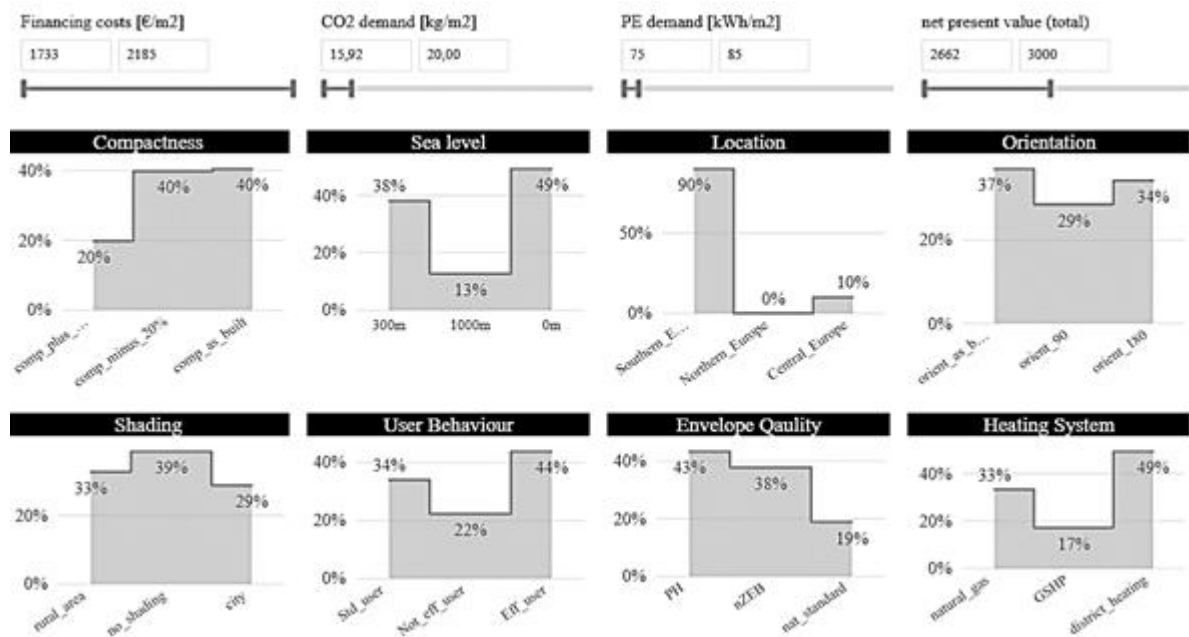 Financing costs [€/m2] CO2 demand [kg/m2] PE demand [kWh/m2] net present value (total)
1733 2185 15,92 20,00 75 85 2662 3000
Compactness Sea level Location Orientation
40%
20%
0%
20%
40%
40%
comp_plus_...
comp_minus_20%
comp_as_built
40%
20%
0%
38%
13%
49%
300m 1000m 0m
50%
0%
90%
0%
10%
Southern_E...
Northern_Europe
Central_Europe
20%
0%
37%
29%
34%
orient_as_b...
orient_90
orient_180
Shading User Behaviour Envelope Qaulity Heating System
20%
0%
33%
39%
29%
rural_area
no_shading
city
40%
20%
0%
34%
22%
44%
Std_user
Not_eff_user
Eff_user
40%
20%
0%
43%
38%
19%
PH
nZEB
nat_standard
40%
20%
0%
33%
17%
49%
natural_gas
GSHP
district_heating